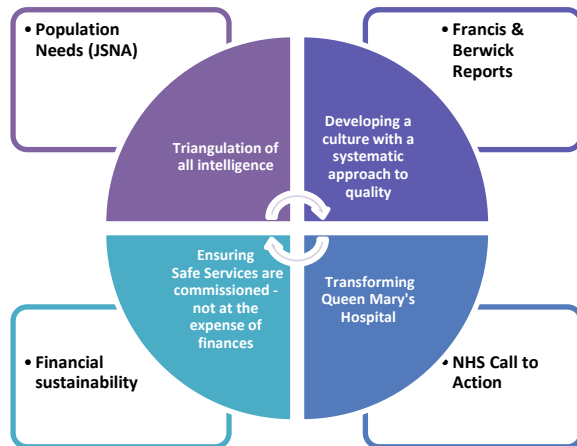 • Population
Needs (JSNA)
• Francis &
Berwick
Reports
Triangulation of
all intelligence
Developing a
culture with a
systematic
approach to
quality
Ensuring
Safe Services are
commissioned -
not at the
expense of
finances
Transforming
Queen Mary's
Hospital
• Financial
sustainability
• NHS Call to
Action